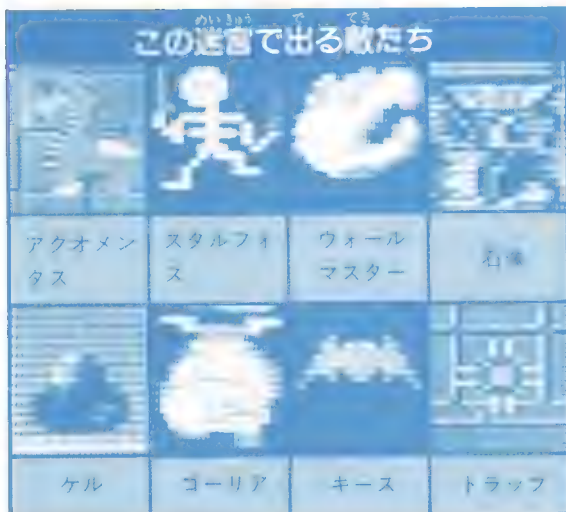 めいきゅう で てき
この迷宮で出る敵たち
アクオメン
タス
スタルフォ
ス
ウォール
マスター
石像
ゲル
ゴーリア
キース
トラップ